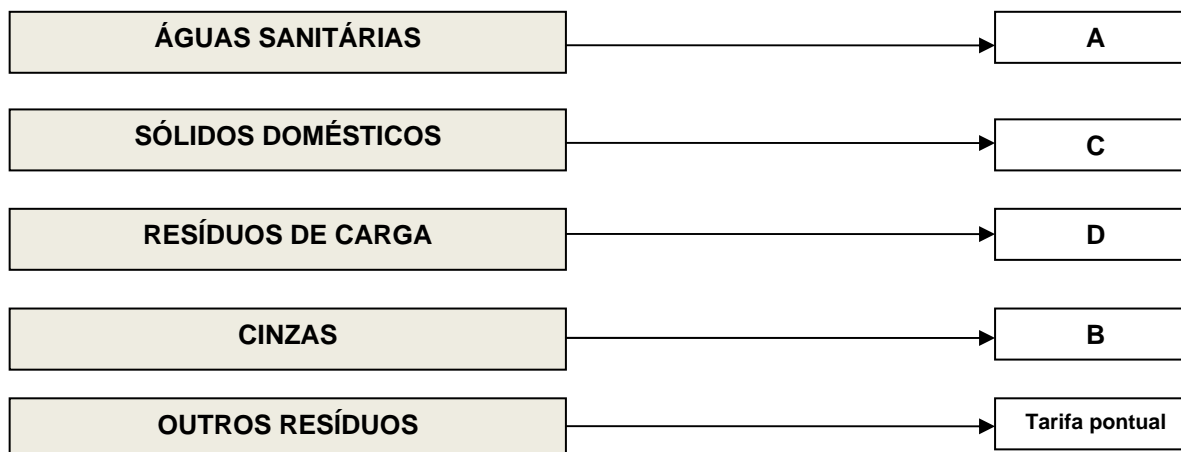 ÁGUAS SANITÁRIAS A
SÓLIDOS DOMÉSTICOS C
RESÍDUOS DE CARGA D
CINZAS B
OUTROS RESÍDUOS Tarifa pontual